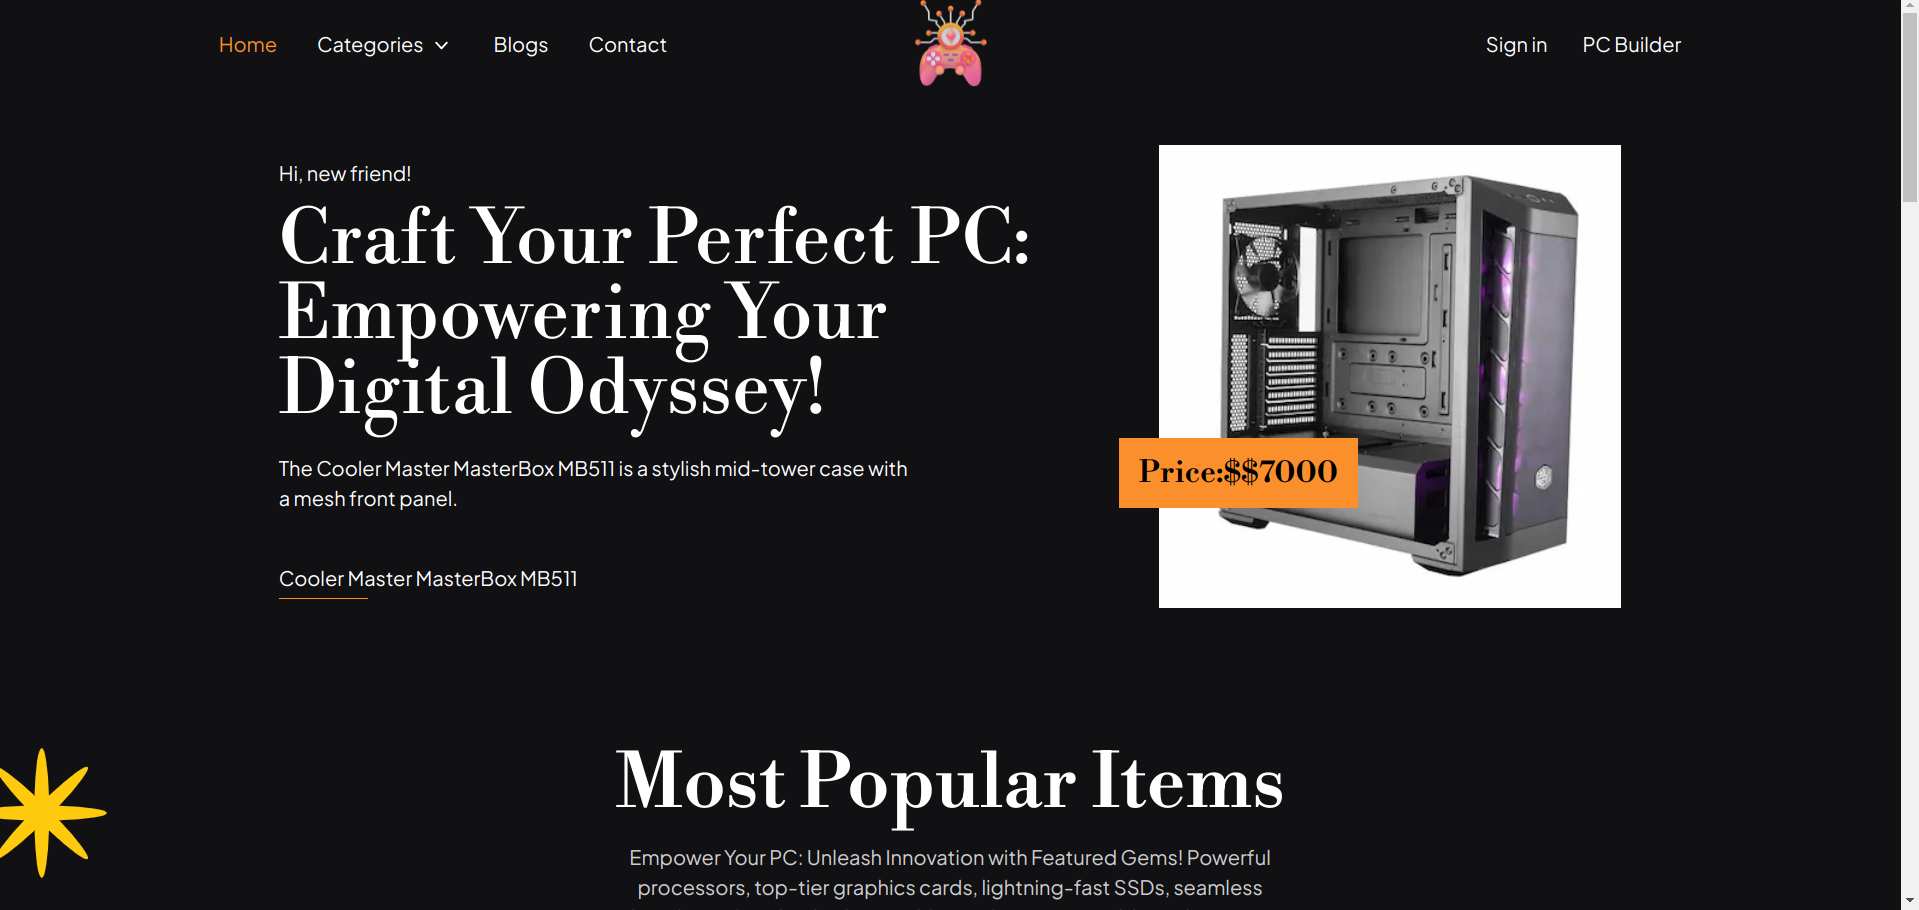 Home
Categories
Blogs
Contact
Sign in
PC Builder
Hi, new friend!
Craft Your Perfect PC:
Empowering Your
Digital Odyssey!
The Cooler Master MasterBox MB511 is a stylish mid-tower case with
a mesh front panel.
Cooler Master MasterBox MB511
Price:$$7000
Most Popular Items
Empower Your PC: Unleash Innovation with Featured Gems! Powerful
processors, top-tier graphics cards, lightning-fast SSDs, seamless